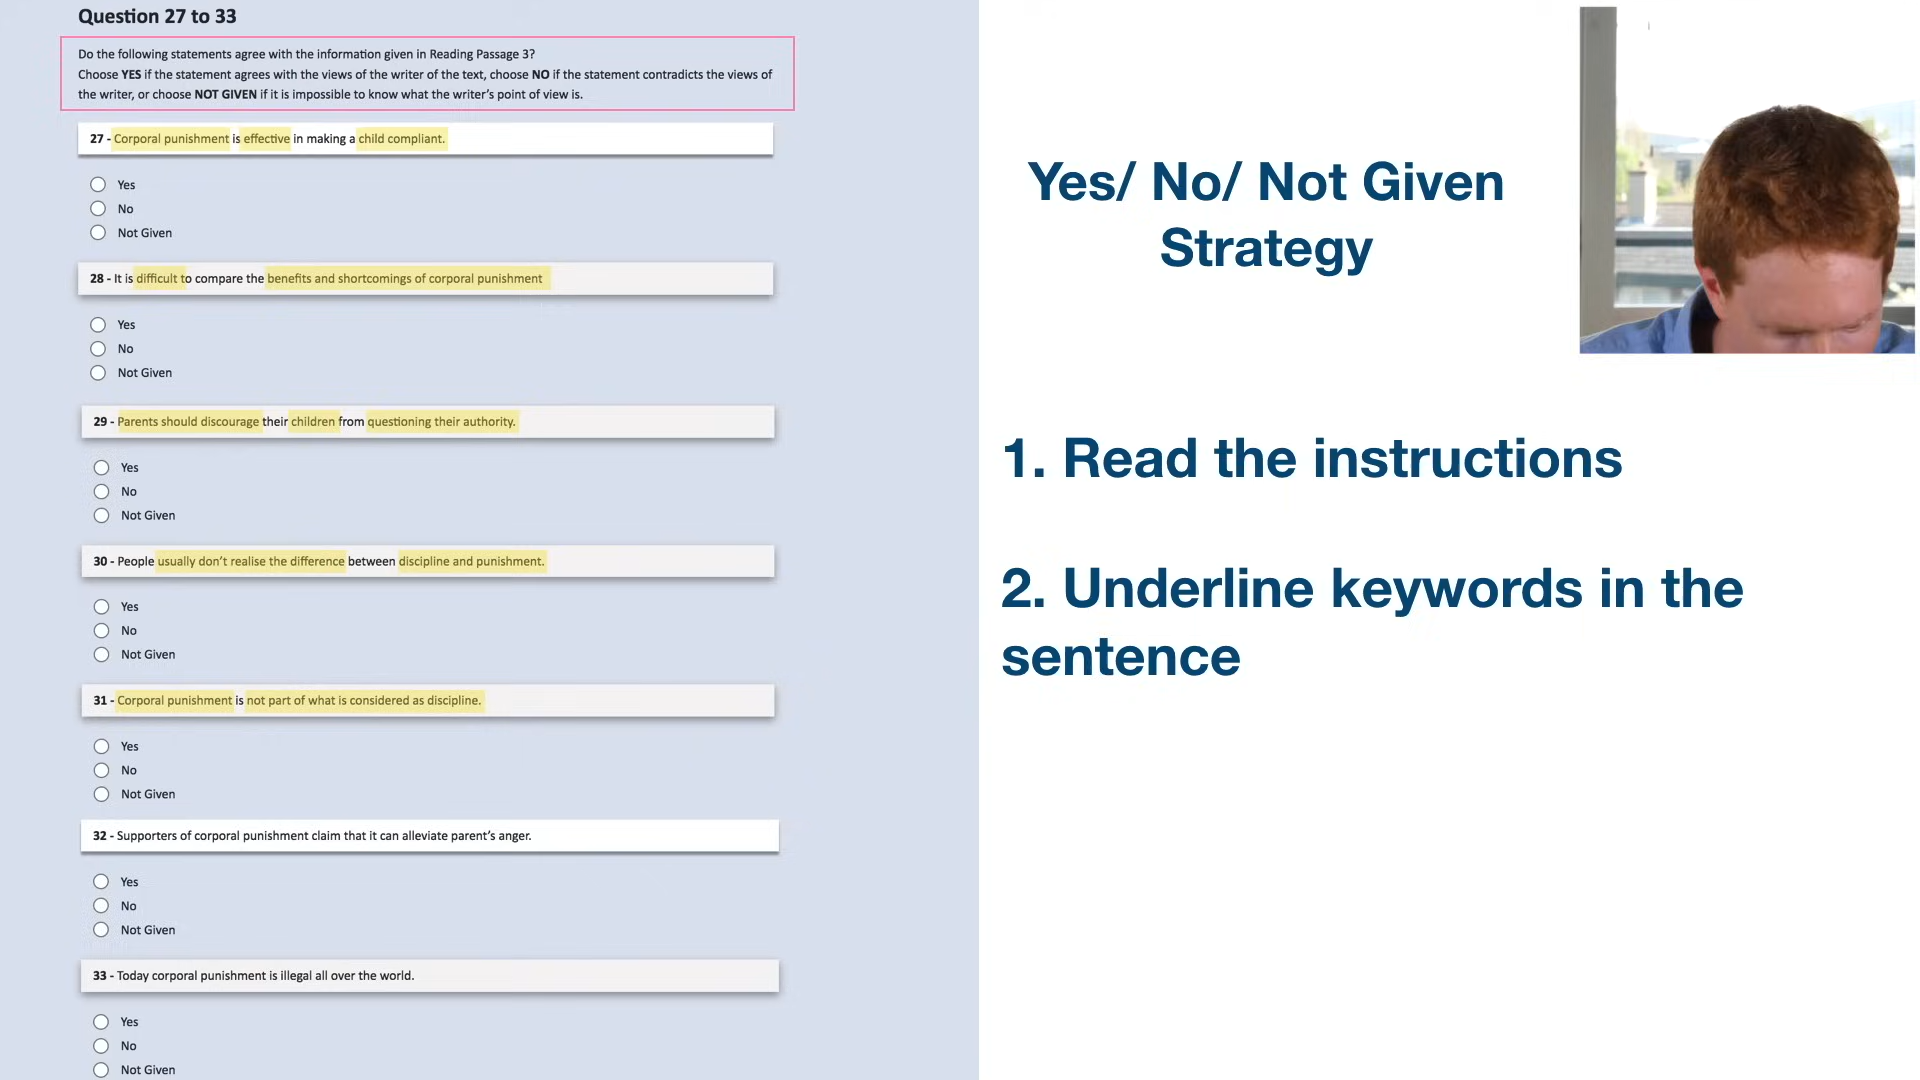 Question 27 to 33
Do the following statements agree with the information given in Reading Passage 3?
Choose YES if the statement agrees with the views of the writer of the text, choose NO if the statement contradicts the views of
the writer, or choose NOT GIVEN if it is impossible to know what the writer's point of view is.
27 - Corporal punishment is effective in making a child compliant.
Yes
No
Not Given
28 - It is difficult to compare the benefits and shortcomings of corporal punishment
Yes
No
Not Given
29 - Parents should discourage their children from questioning their authority.
Yes
No
Not Given
30 - People usually don't realise the difference between discipline and punishment.
Yes
No
Not Given
31 - Corporal punishment is not part of what is considered as discipline.
Yes
No
Not Given
32 - Supporters of corporal punishment claim that it can alleviate parent's anger.
Yes
No
Not Given
33 - Today corporal punishment is illegal all over the world.
Yes
No
Not Given
Yes/ No/ Not Given
Strategy
1. Read the instructions
2. Underline keywords in the
sentence